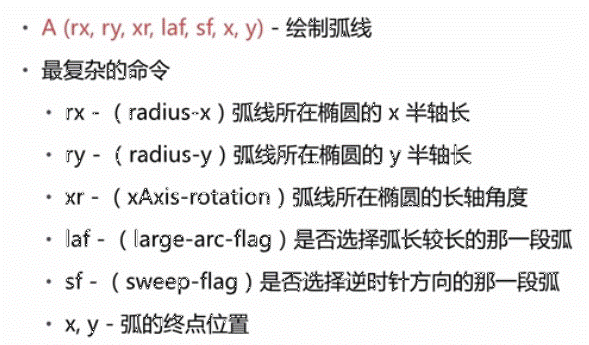 • A (rx, ry, xr, laf, sf, x, y) - 绘制弧线
• 最复杂的命令
• rx - （radius-x）弧线所在椭圆的 x 半轴长
• ry - （radius-y）弧线所在椭圆的 y 半轴长
• xr - （xAxis-rotation）弧线所在椭圆的长轴角度
• laf - （large-arc-flag）是否选择弧长较长的那一段弧
• sf - （sweep-flag）是否选择逆时针方向的那一段弧
• x, y - 弧的终点位置